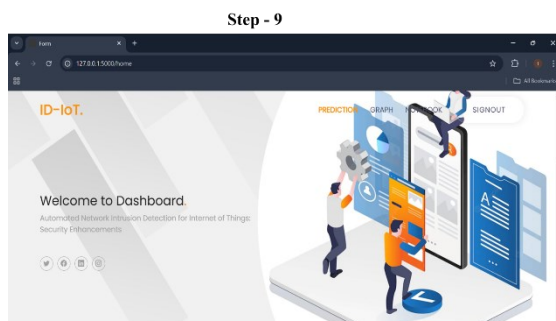 Step - 9
Form
127.0.0.1:5000/home
All Bookmarks
ID-IoT.
PREDICTION GRAPH NOTEBOOK SIGNOUT
Welcome to Dashboard.
Automated Network Intrusion Detection for Internet of Things:
Security Enhancements
A